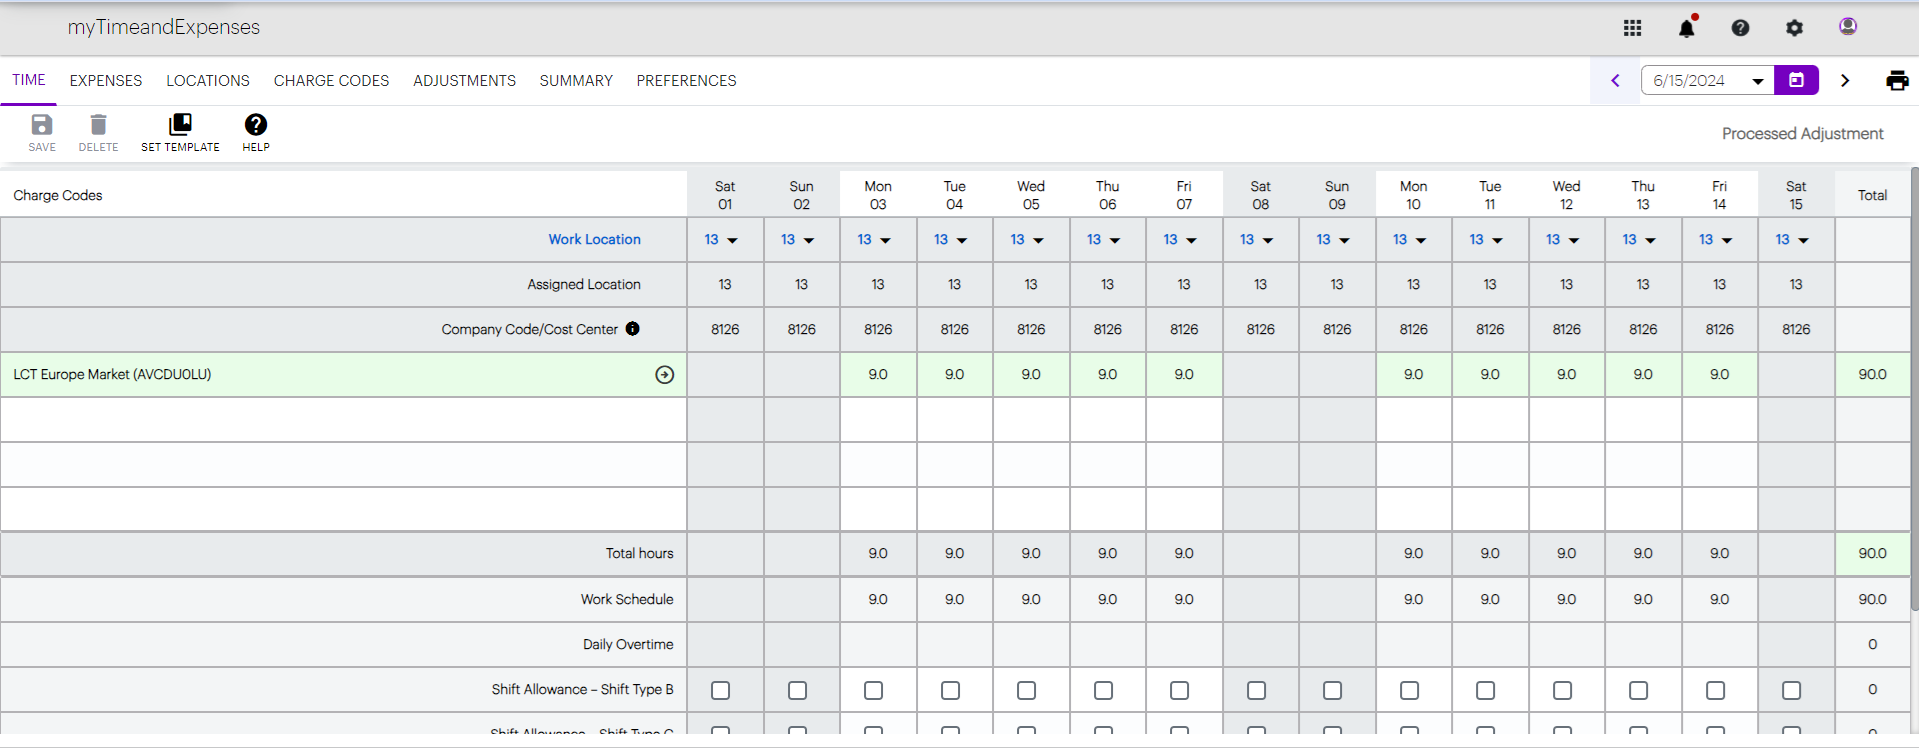 myTimeandExpenses
TIME EXPENSES LOCATIONS CHARGE CODES ADJUSTMENTS SUMMARY PREFERENCES 6/15/2024
SAVE DELETE SET TEMPLATE HELP Processed Adjustment
Charge Codes Sat 01 Sun 02 Mon 03 Tue 04 Wed 05 Thu 06 Fri 07 Sat 08 Sun 09 Mon 10 Tue 11 Wed 12 Thu 13 Fri 14 Sat 15 Total
Work Location 13 13 13 13 13 13 13 13 13 13 13 13 13 13 13
Assigned Location 13 13 13 13 13 13 13 13 13 13 13 13 13 13 13
Company Code/Cost Center 8126 8126 8126 8126 8126 8126 8126 8126 8126 8126 8126 8126 8126 8126 8126
LCT Europe Market (AVCDU0LU) 9.0 9.0 9.0 9.0 9.0 9.0 9.0 9.0 9.0 9.0 90.0
Total hours 9.0 9.0 9.0 9.0 9.0 9.0 9.0 9.0 9.0 9.0 90.0
Work Schedule 9.0 9.0 9.0 9.0 9.0 9.0 9.0 9.0 9.0 9.0 90.0
Daily Overtime 0
Shift Allowance – Shift Type B 0
Shift Allowance – Shift Type C 0